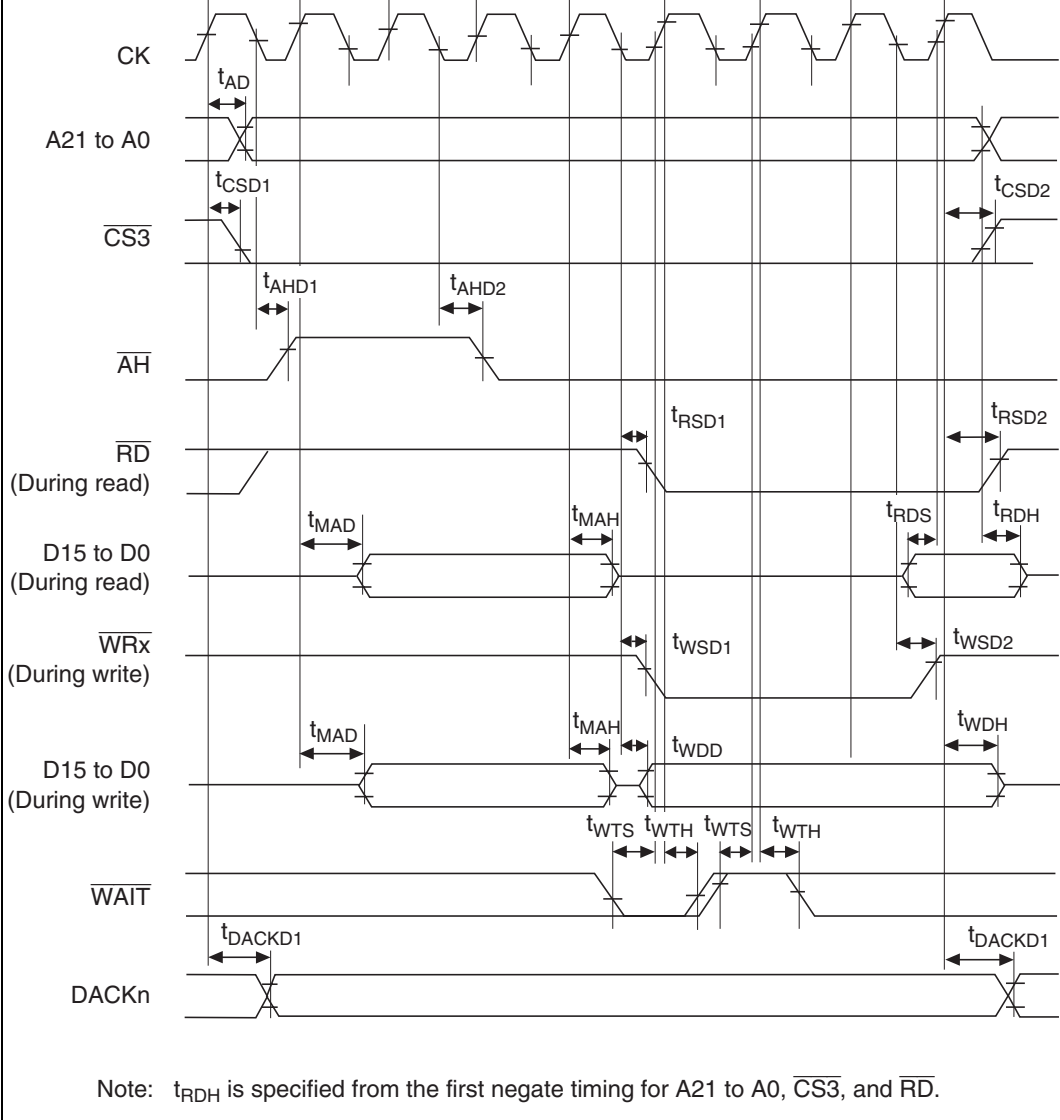 CK
tAD
A21 to A0
tCSD1 tCSD2
CS3
tAHD1 tAHD2
AH
tRSD1 tRSD2
RD
(During read)
tMAD tMAH tRDS tRDH
D15 to D0
(During read)
WRx
(During write)
tWSD1 tWSD2
tMAD tMAH tWDD tWDH
D15 to D0
(During write)
tWTS tWTH tWTS tWTH
WAIT
tDACKD1 tDACKD1
DACKn
Note: tRDH is specified from the first negate timing for A21 to A0, CS3, and RD.